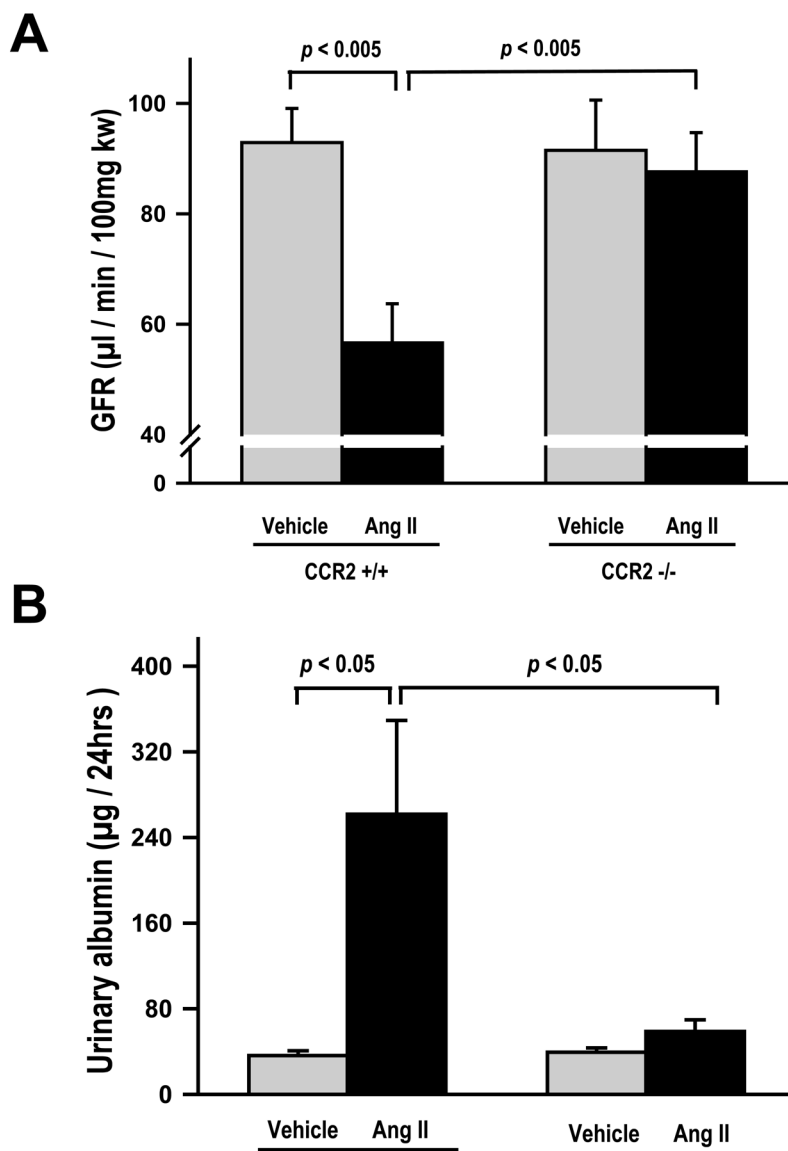 A
p < 0.005
p < 0.005
GFR (µl / min / 100mg kw)
100
80
60
40
0
Vehicle Ang II Vehicle Ang II
CCR2 +/+ CCR2 -/-
B
p < 0.05
p < 0.05
Urinary albumin (µg / 24hrs )
400
320
240
160
80
0
Vehicle Ang II Vehicle Ang II